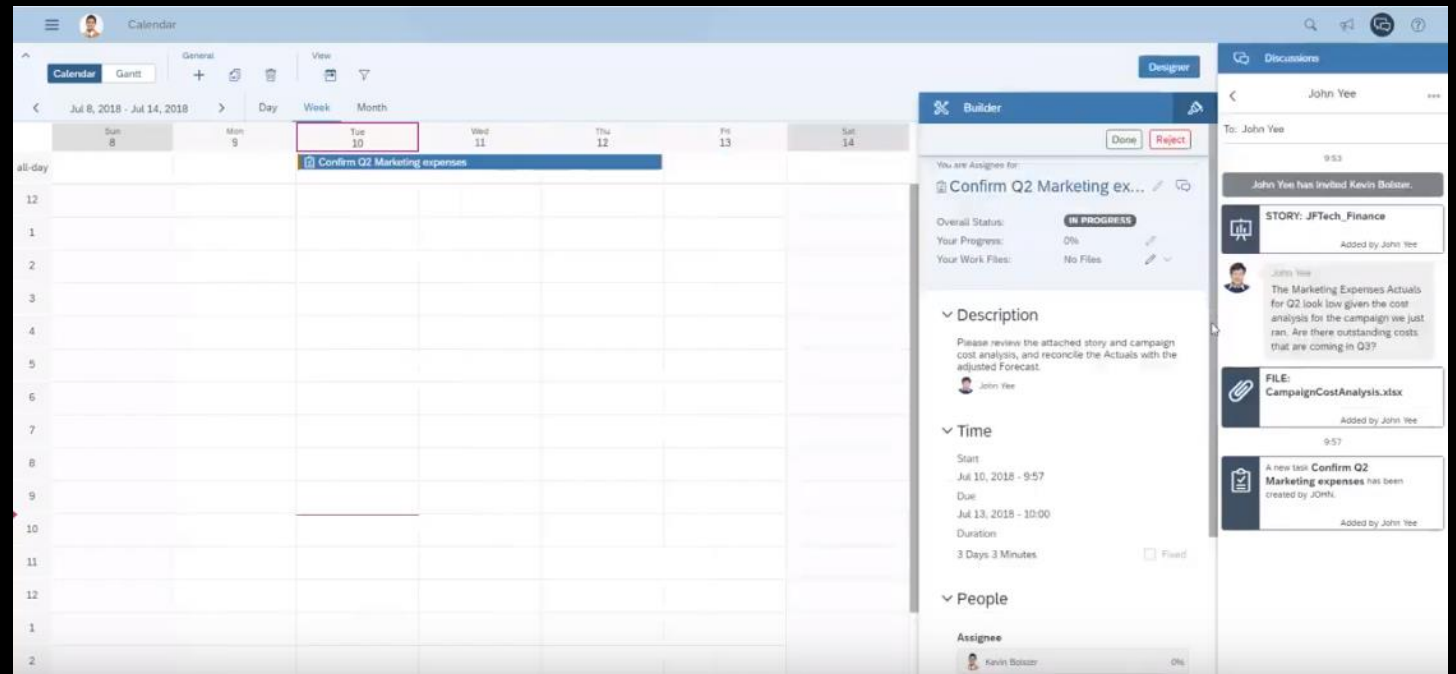 Calendar
General
View
Calendar
Gantt
Designer
Jul 8, 2018 - Jul 14, 2018
Day
Week
Month
Sun
8
Mon
9
Tue
10
Wed
11
Thu
12
Fri
13
Sat
14
all-day
Confirm Q2 Marketing expenses
12
1
2
3
4
5
6
7
8
9
10
11
12
1
2
Builder
Done
Reject
You are Assignee for:
Confirm Q2 Marketing ex...
Overall Status:
IN PROGRESS
Your Progress:
0%
Your Work Files:
No Files
Description
Please review the attached story and campaign
cost analysis, and reconcile the Actuals with the
adjusted Forecast.
John Yee
Time
Start
Jul 10, 2018 - 9:57
Due
Jul 13, 2018 - 10:00
Duration
3 Days 3 Minutes
Fixed
People
Assignee
Kevin Bolster
0%
Discussions
John Yee
To: John Yee
9:53
John Yee has invited Kevin Bolster.
STORY: JFTech_Finance
Added by John Yee
John Yee
The Marketing Expenses Actuals
for Q2 look low given the cost
analysis for the campaign we just
ran. Are there outstanding costs
that are coming in Q3?
FILE:
CampaignCostAnalysis.xlsx
Added by John Yee
9:57
A new task Confirm Q2
Marketing expenses has been
created by JOHN.
Added by John Yee